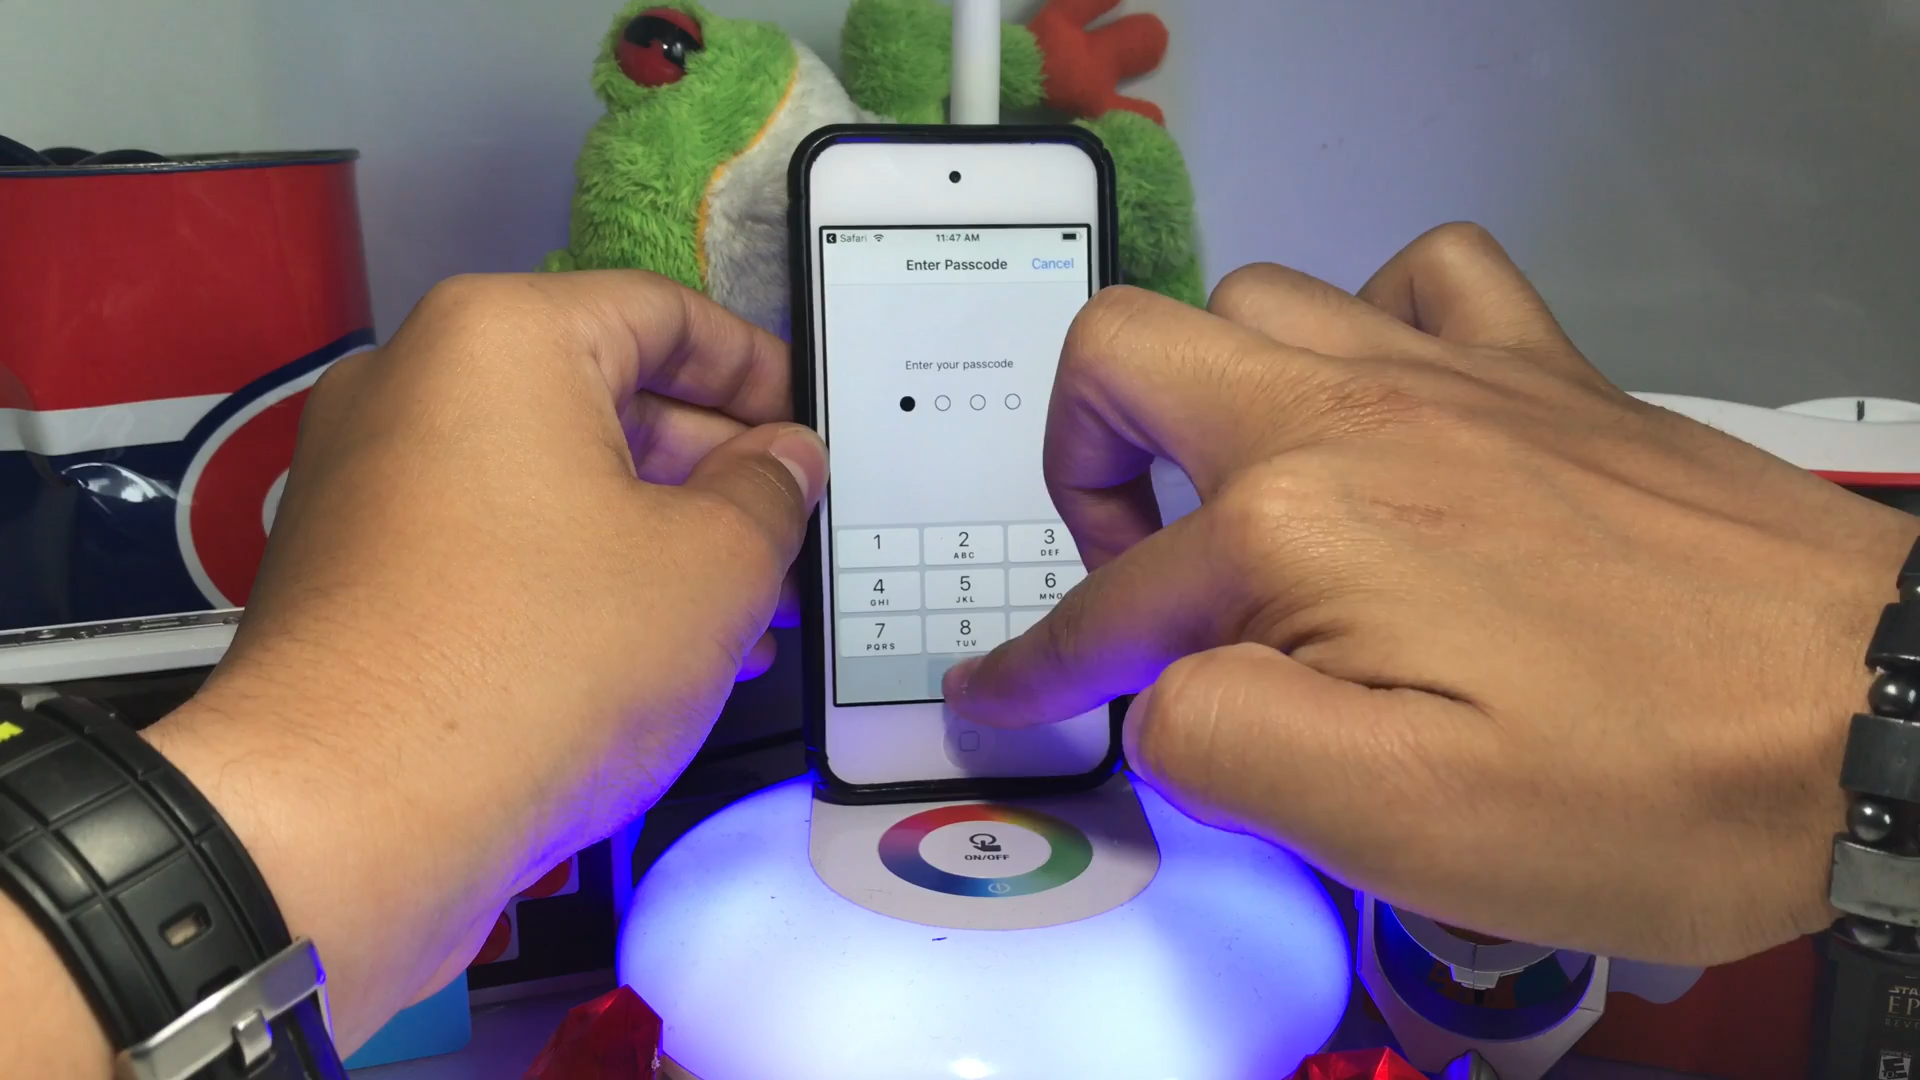 Safari
11:47 AM
Enter Passcode
Cancel
Enter your passcode
1
2
ABC
3
DEF
4
GHI
5
JKL
6
MNO
7
PQRS
8
TUV
ON/OFF